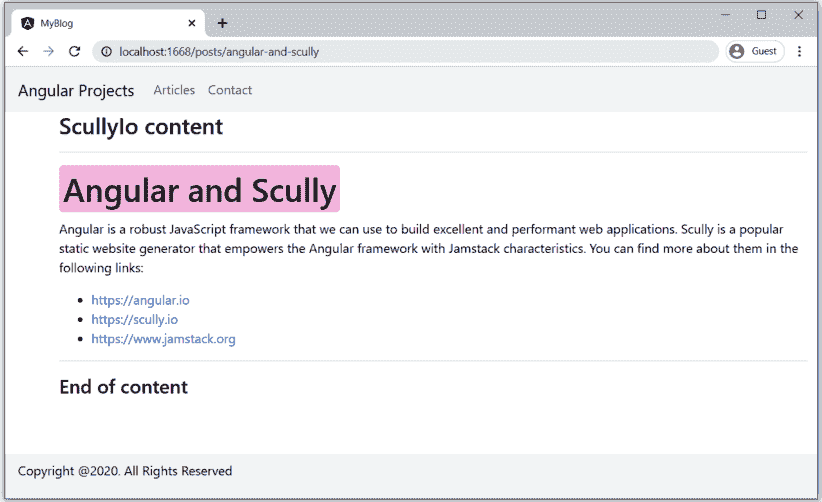 MyBlog
localhost:1668/posts/angular-and-scully
Guest
Angular Projects Articles Contact
ScullyIo content
Angular and Scully
Angular is a robust JavaScript framework that we can use to build excellent and performant web applications. Scully is a popular
static website generator that empowers the Angular framework with Jamstack characteristics. You can find more about them in the
following links:
https://angular.io
https://scully.io
https://www.jamstack.org
End of content
Copyright @2020. All Rights Reserved